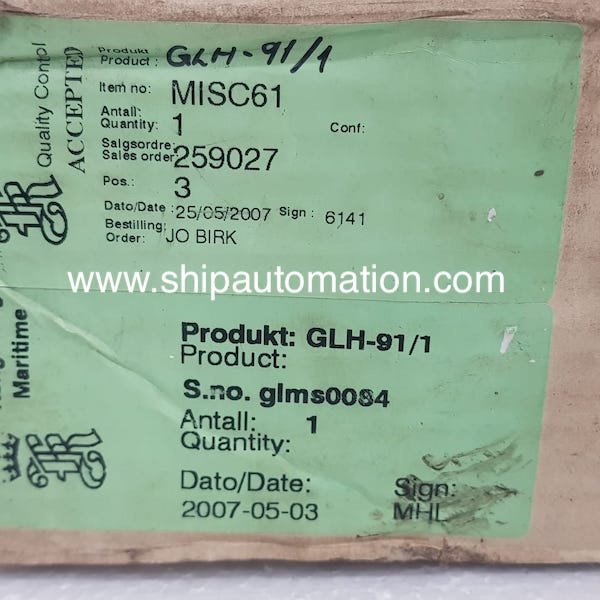 Produkt
Product : GLH-91/1
Item no: MISC61
Antall:
Quantity: 1
Conf:
Salgsordre:
Sales order: 259027
Pos.: 3
Dato/Date : 25/05/2007 Sign : 6141
Bestilling
Order: JO BIRK
Quality Control
ACCEPTED
www.shipautomation.com/
Maritime
Produkt: GLH-91/1
Product:
S.no. glms0084
Antall: 1
Quantity:
Dato/Date: Sign:
2007-05-03 MHL